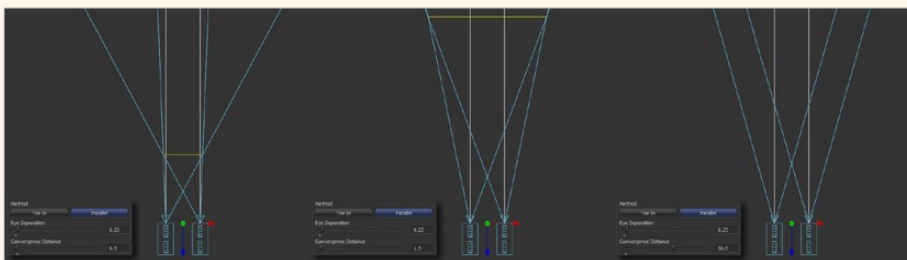 Method
Toe In Parallel
Eye Separation
0.25
Convergence Distance
0.5
Method
Toe In Parallel
Eye Separation
0.25
Convergence Distance
1.5
Method
Toe In Parallel
Eye Separation
0.25
Convergence Distance